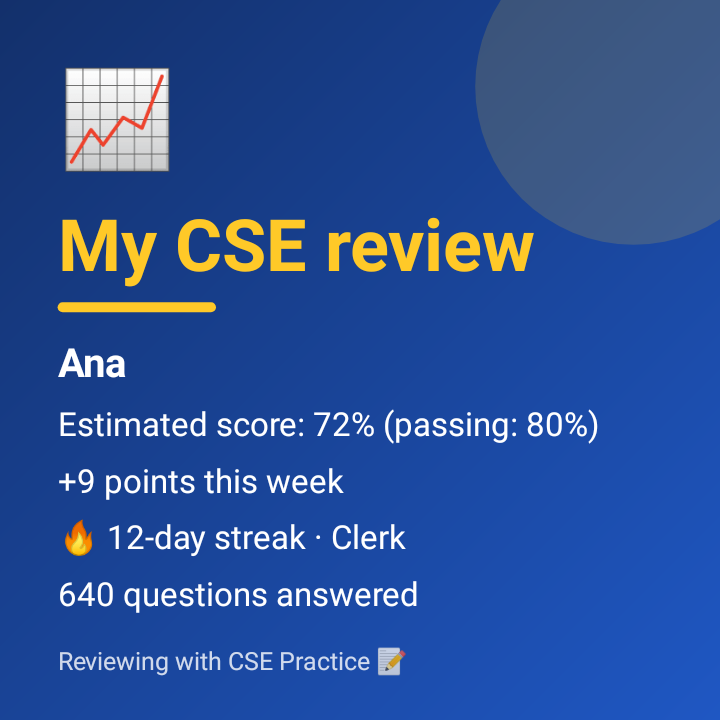 My CSE review
Ana
Estimated score: 72% (passing: 80%)
+9 points this week
🔥 12-day streak · Clerk
640 questions answered
Reviewing with CSE Practice 📝